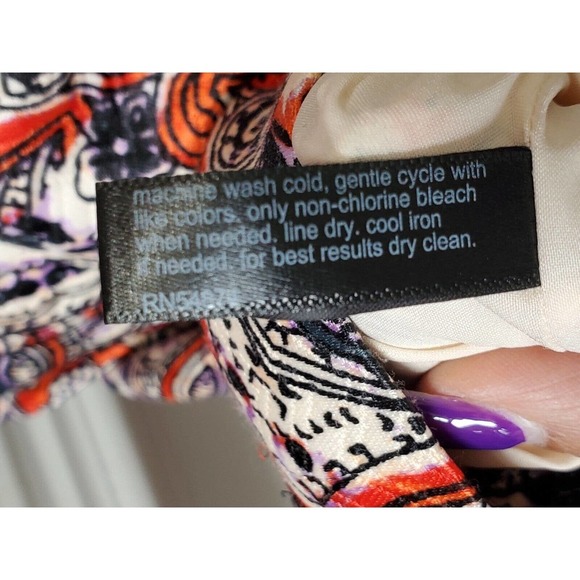 machine wash cold, gentle cycle with
like colors. only non-chlorine bleach
when needed. line dry. cool iron
if needed. for best results dry clean.